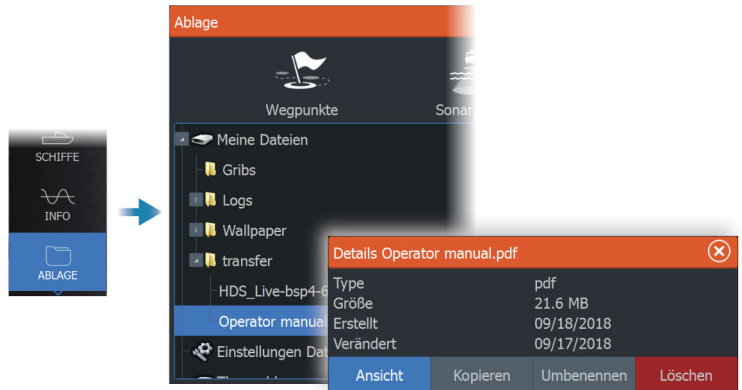 SCHIFFE
INFO
ABLAGE
Ablage
Wegpunkte
Sonar
Meine Dateien
Gribs
Logs
Wallpaper
transfer
HDS_Live-bsp4-6
Operator manual
Einstellungen Dat
Details Operator manual.pdf
Type pdf
Größe 21.6 MB
Erstellt 09/18/2018
Verändert 09/17/2018
Ansicht Kopieren Umbenennen Löschen